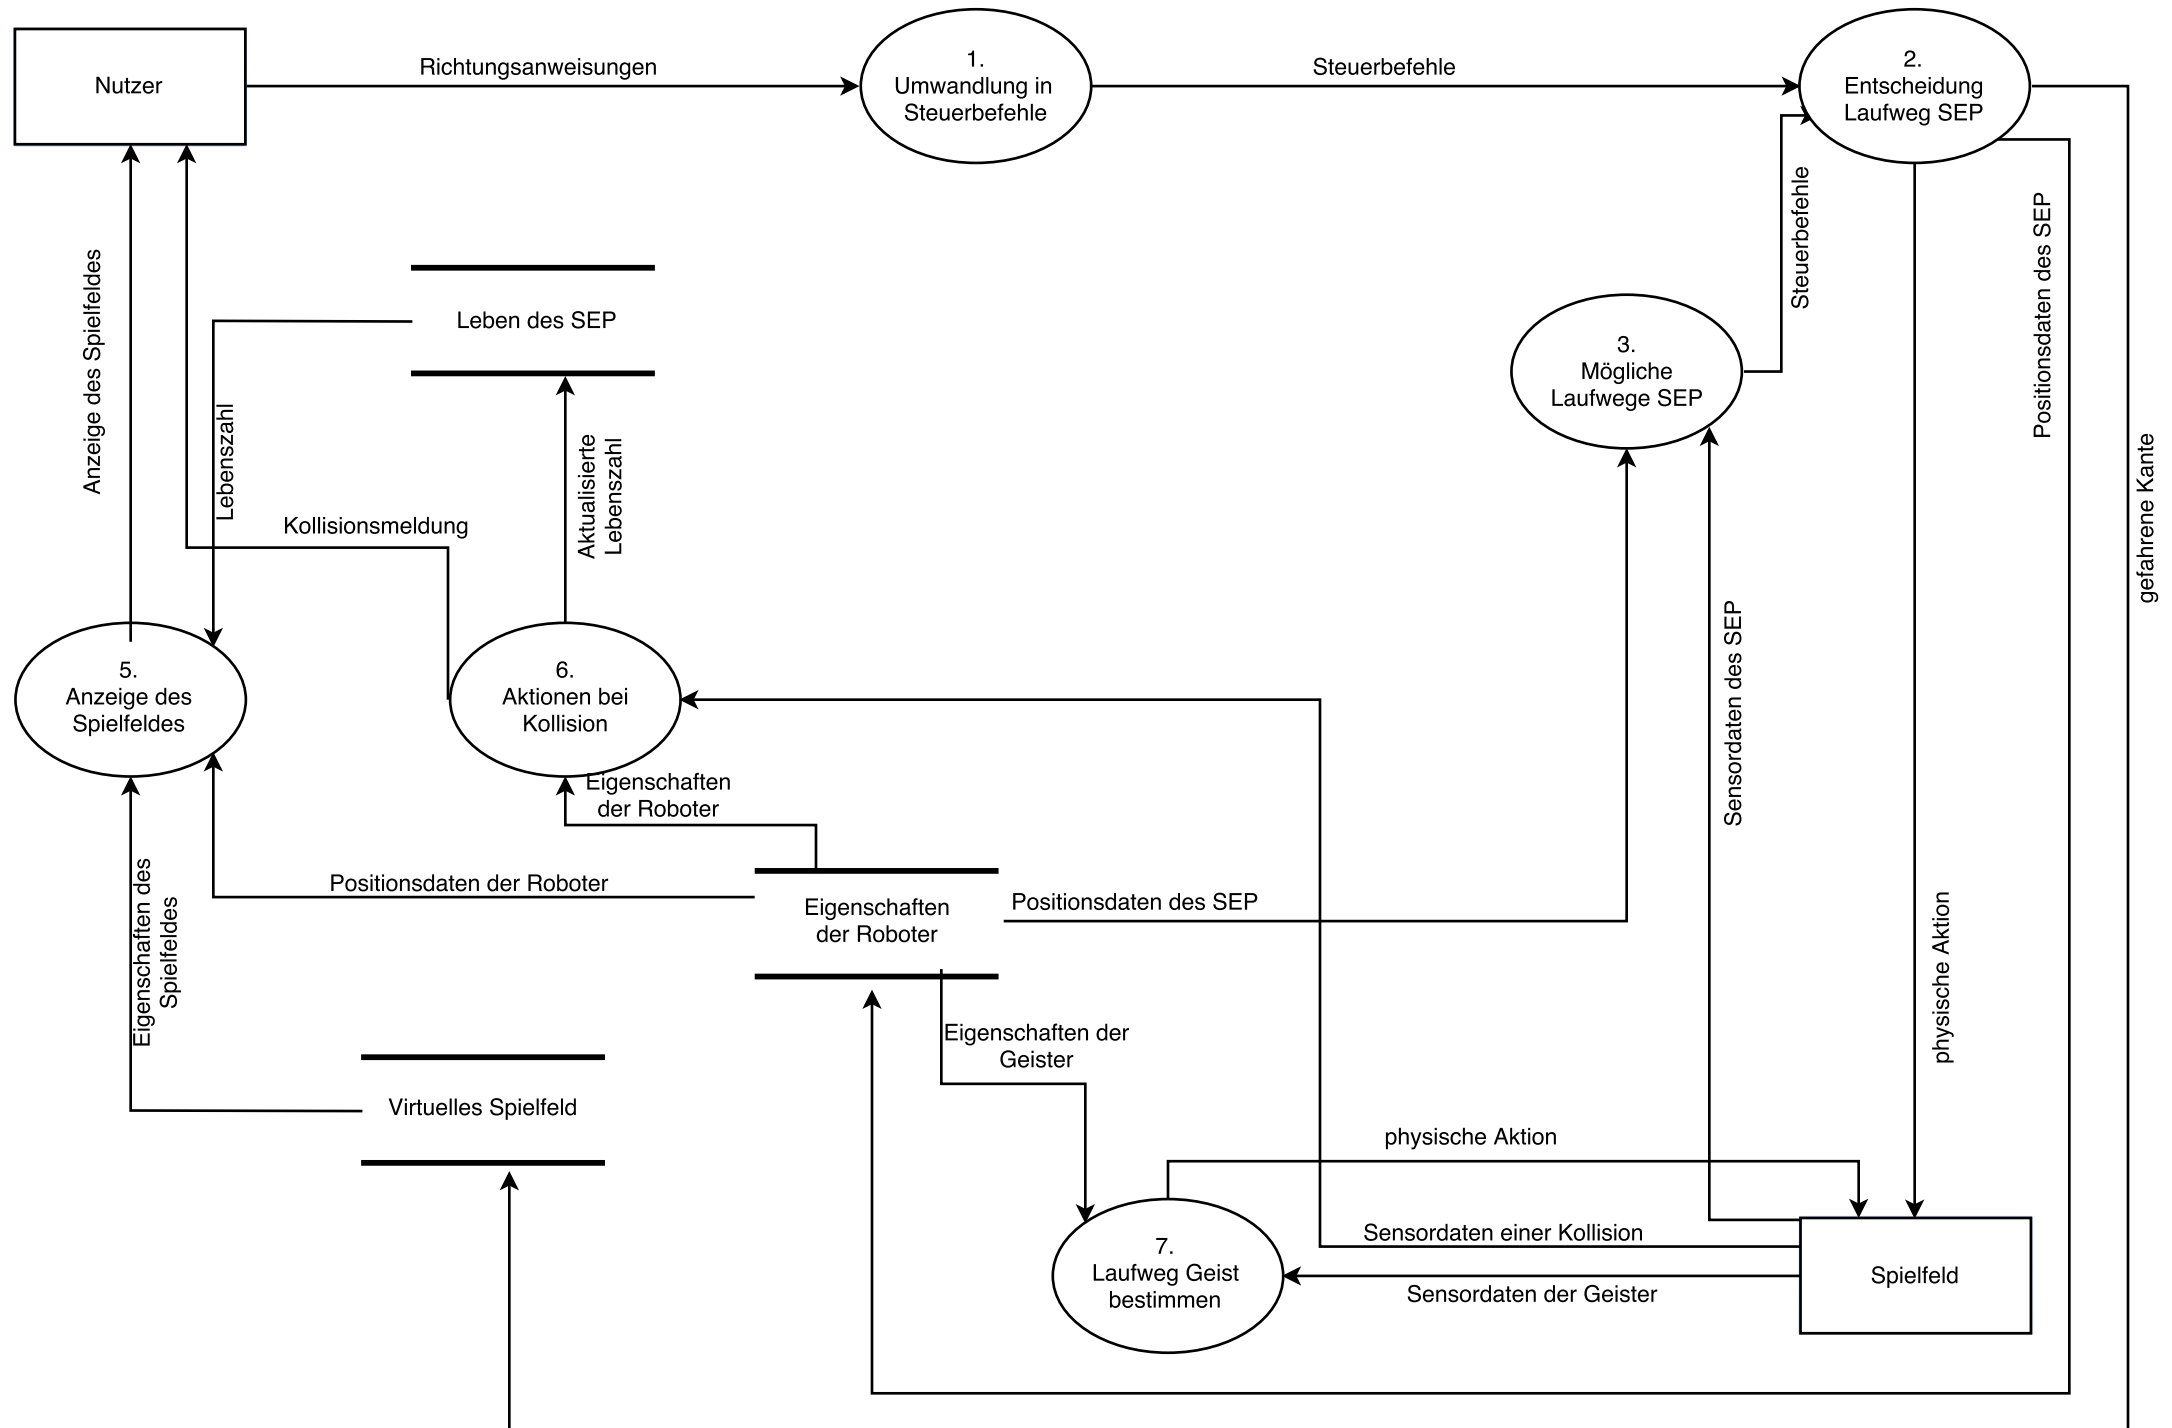 Nutzer
Richtungsanweisungen
1.
Umwandlung in
Steuerbefehle
Steuerbefehle
2.
Entscheidung
Laufweg SEP
Steuerbefehle
Positionsdaten des SEP
gefahrene Kante
Anzeige des Spielfeldes
Leben des SEP
Lebenszahl
Aktualisierte
Lebenszahl
Kollisionsmeldung
3.
Mögliche
Laufwege SEP
Sensordaten des SEP
physische Aktion
5.
Anzeige des
Spielfeldes
6.
Aktionen bei
Kollision
Eigenschaften
der Roboter
Positionsdaten der Roboter
Eigenschaften
der Roboter
Positionsdaten des SEP
Eigenschaften des
Spielfeldes
Eigenschaften der
Geister
Virtuelles Spielfeld
physische Aktion
7.
Laufweg Geist
bestimmen
Sensordaten einer Kollision
Sensordaten der Geister
Spielfeld